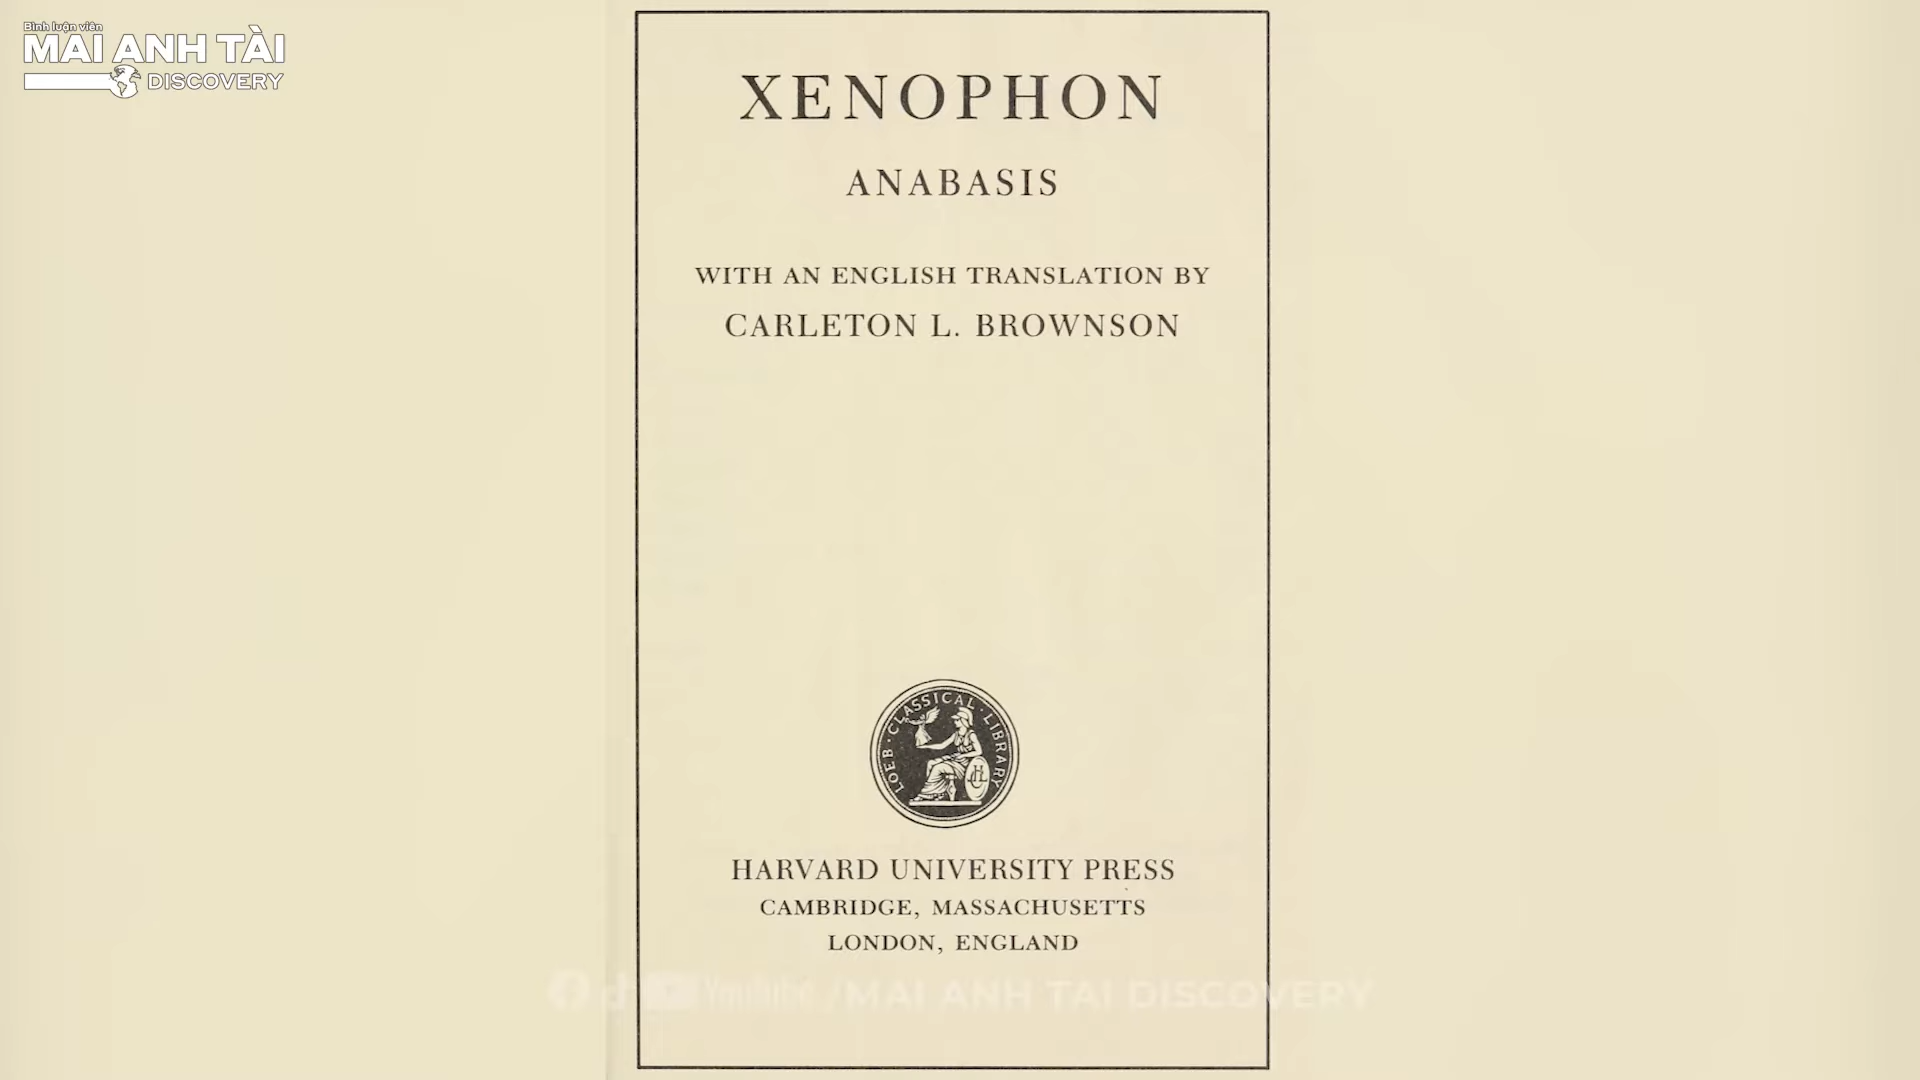 Bình luận viên
MAI ANH TÀI
DISCOVERY
XENOPHON
ANABASIS
WITH AN ENGLISH TRANSLATION BY
CARLETON L. BROWNSON
LOEB · CLASSICAL · LIBRARY
HARVARD UNIVERSITY PRESS
CAMBRIDGE, MASSACHUSETTS
LONDON, ENGLAND
Youtube /MAI ANH TAI DISCOVERY